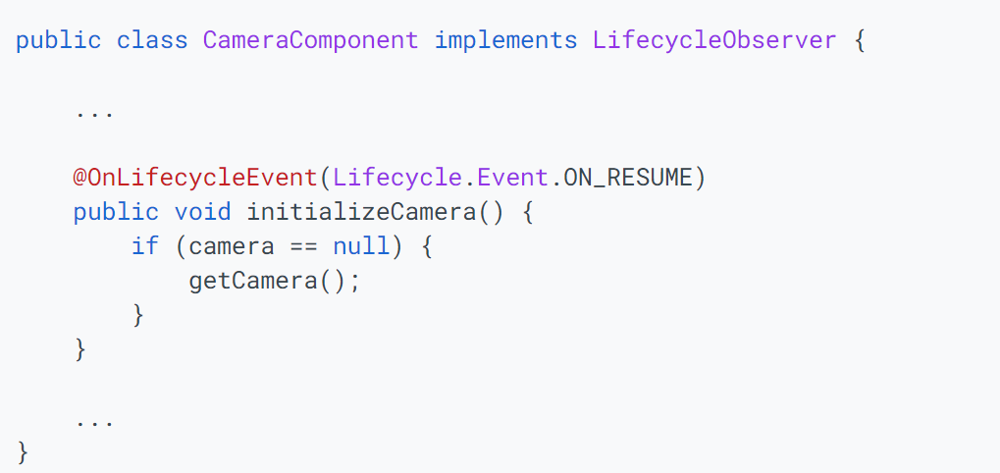 public class CameraComponent implements LifecycleObserver {
...
@OnLifecycleEvent(Lifecycle.Event.ON_RESUME)
public void initializeCamera() {
if (camera == null) {
getCamera();
}
}
...
}